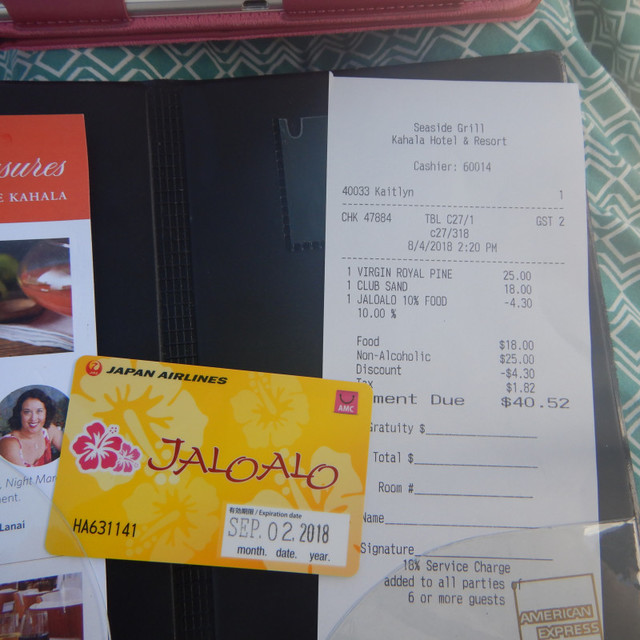 sures
E KAHALA
, Night Mar
ment.
Lanai
Seaside Grill
Kahala Hotel & Resort
Cashier: 60014
40033 Kaitlyn 1
CHK 47884 TBL C27/1 GST 2
c27/318
8/4/2018 2:20 PM
1 VIRGIN ROYAL PINE 25.00
1 CLUB SAND 18.00
1 JALOALO 10% FOOD -4.30
10.00 %
Food $18.00
Non-Alcoholic $25.00
Discount -$4.30
Tax $1.82
ment Due $40.52
Gratuity $
Total $
Room #
Name
Signature
18% Service Charge
added to all parties of
6 or more guests
AMERICAN
EXPRESS
JAPAN AIRLINES
AMC
JALOALO
HA631141
有効期限 / Expiration date
SEP. 02. 2018
month. date. year.